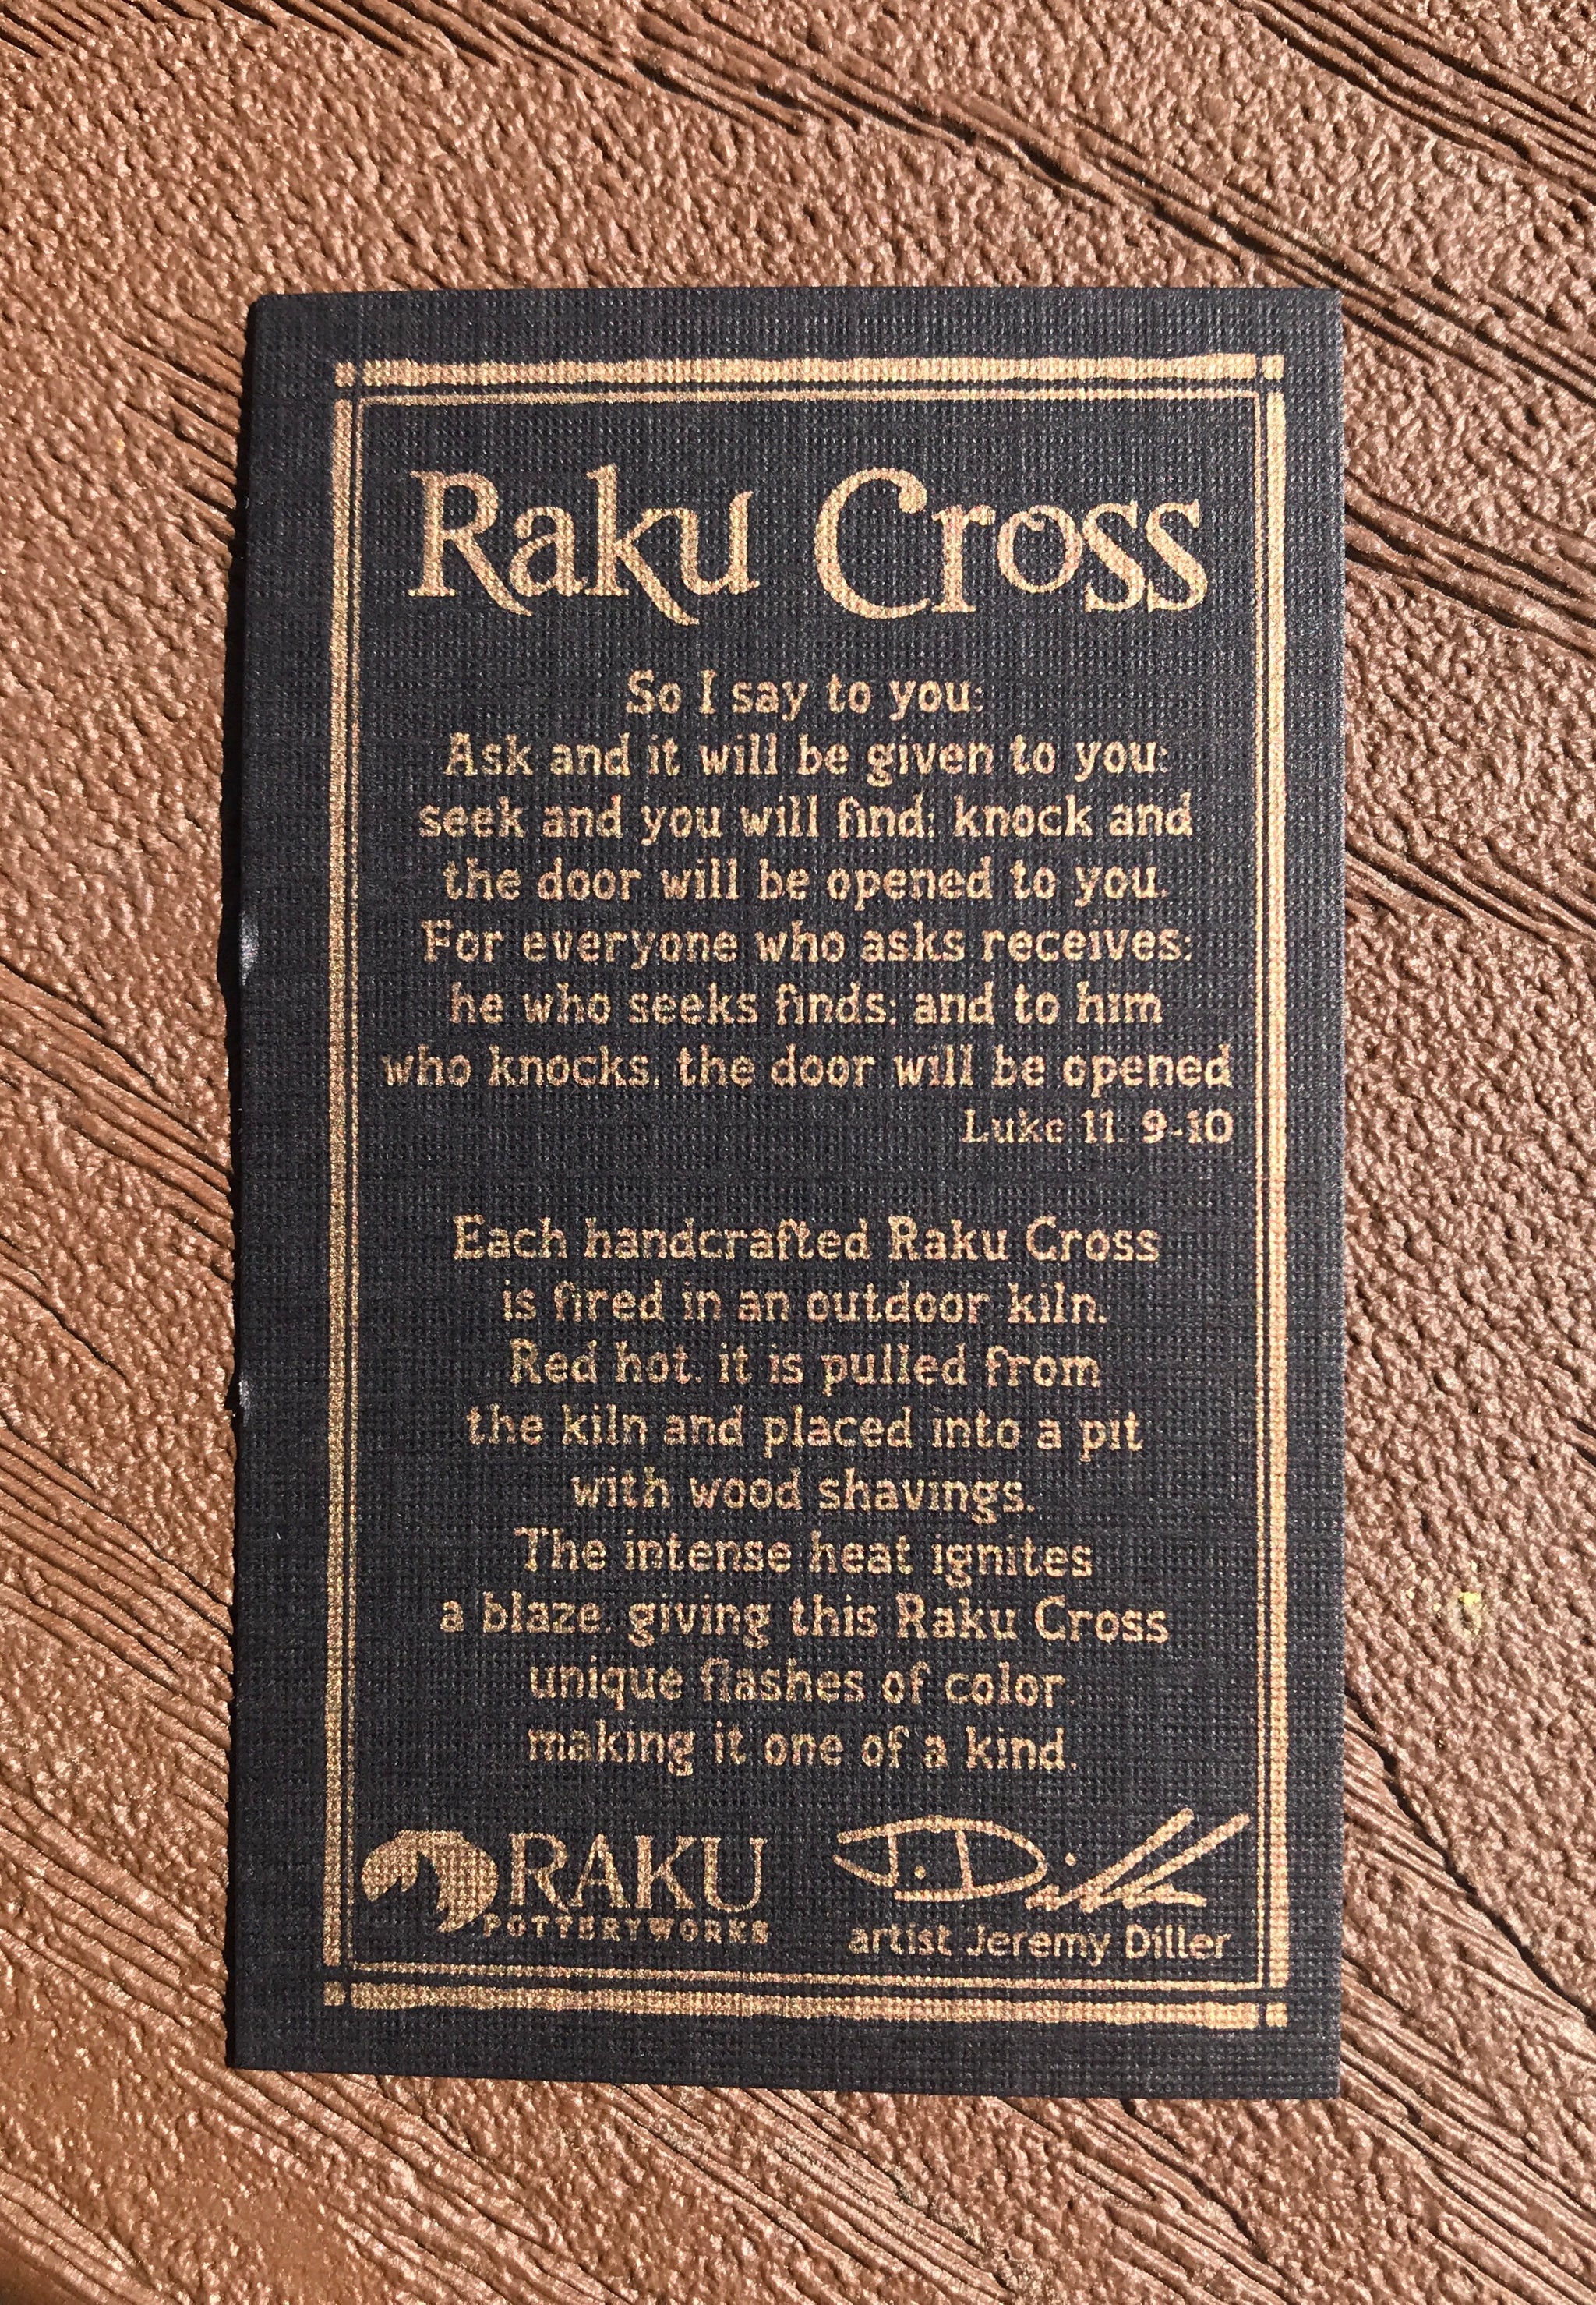 Raku Cross
So I say to you:
Ask and it will be given to you:
seek and you will find; knock and
the door will be opened to you.
For everyone who asks receives;
he who seeks finds; and to him
who knocks, the door will be opened
Luke 11: 9-10
Each handcrafted Raku Cross
is fired in an outdoor kiln.
Red hot, it is pulled from
the kiln and placed into a pit
with wood shavings.
The intense heat ignites
a blaze, giving this Raku Cross
unique flashes of color
making it one of a kind.
RAKU
POTTERYWORKS
J. Diller
artist Jeremy Diller